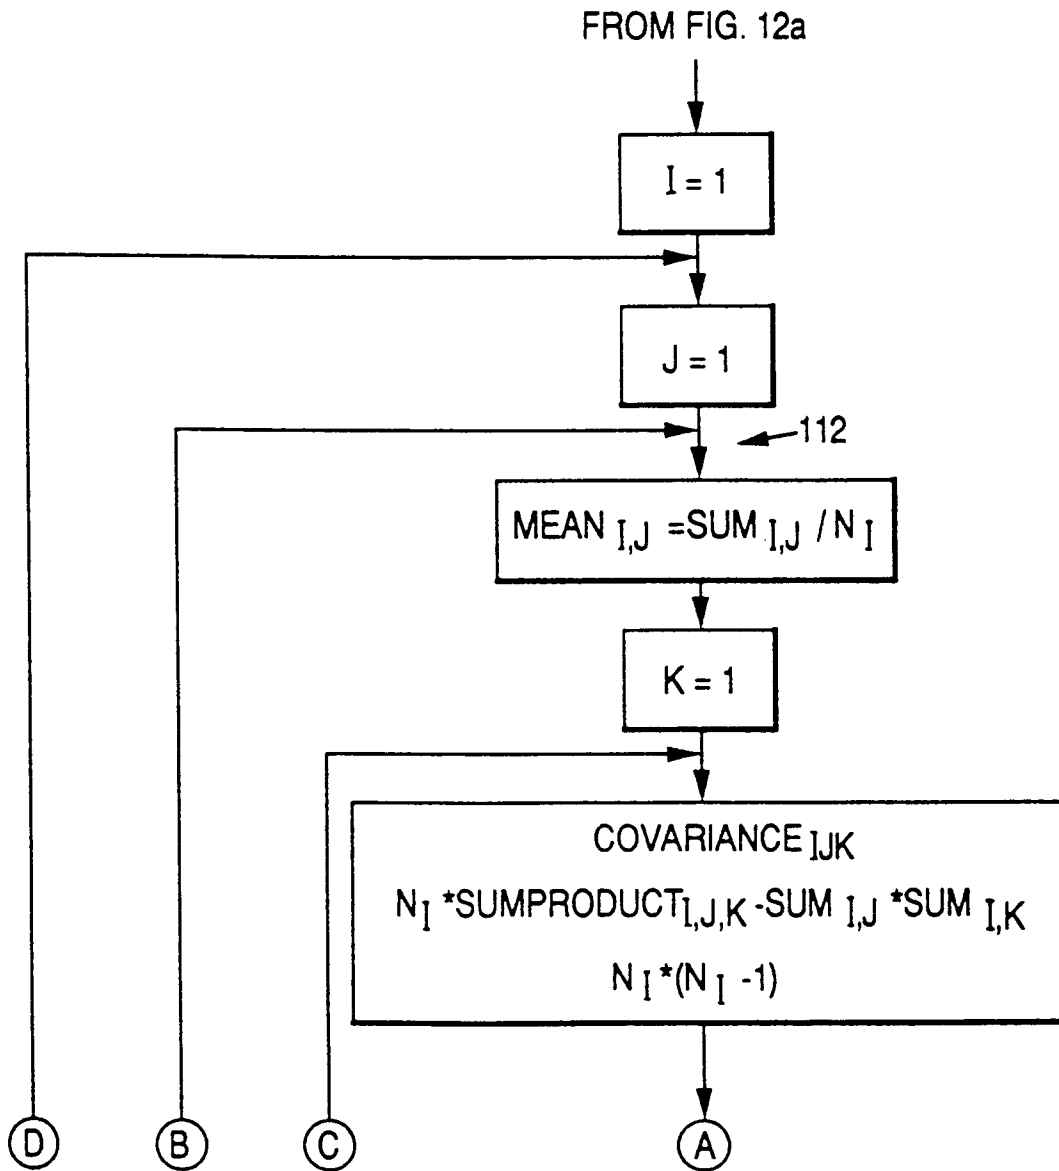 FROM FIG. 12a
I = 1
J = 1
112
MEAN I,J =SUM I,J / N I
K = 1
COVARIANCE IJK
N I *SUMPRODUCT I,J,K -SUM I,J *SUM I,K
N I *(N I -1)
D B C A